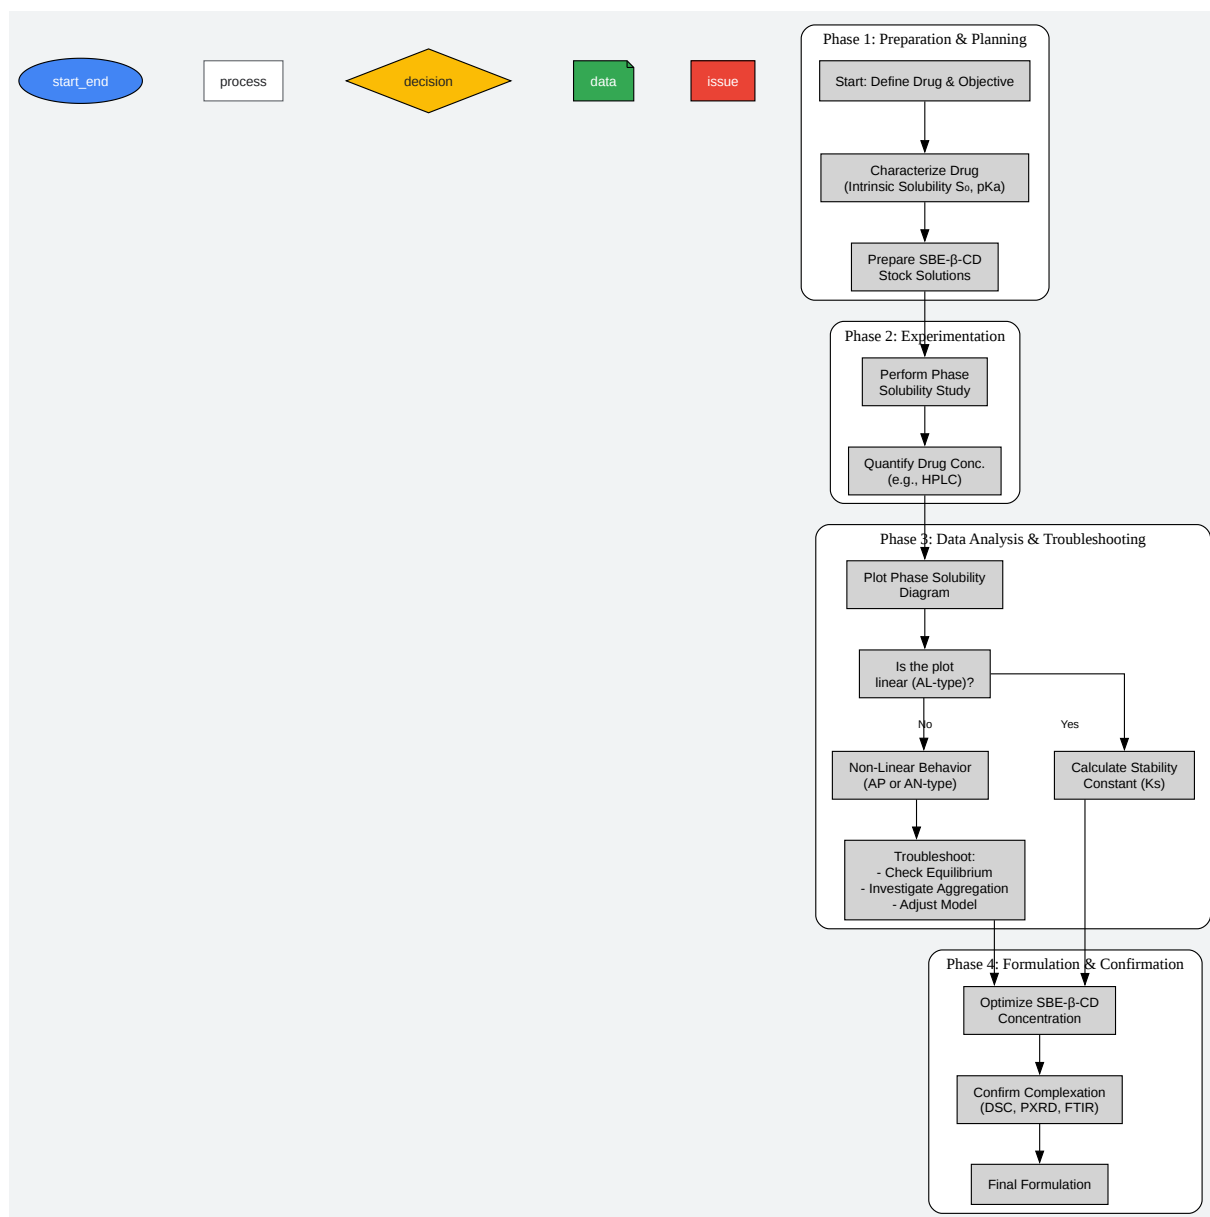 start_end
process
decision
data
issue
Phase 1: Preparation & Planning
Start: Define Drug & Objective
Characterize Drug
(Intrinsic Solubility S₀, pKa)
Prepare SBE-β-CD
Stock Solutions
Phase 2: Experimentation
Perform Phase
Solubility Study
Quantify Drug Conc.
(e.g., HPLC)
Phase 3: Data Analysis & Troubleshooting
Plot Phase Solubility
Diagram
Is the plot
linear (AL-type)?
No
Yes
Non-Linear Behavior
(AP or AN-type)
Calculate Stability
Constant (Ks)
Troubleshoot:
- Check Equilibrium
- Investigate Aggregation
- Adjust Model
Phase 4: Formulation & Confirmation
Optimize SBE-β-CD
Concentration
Confirm Complexation
(DSC, PXRD, FTIR)
Final Formulation